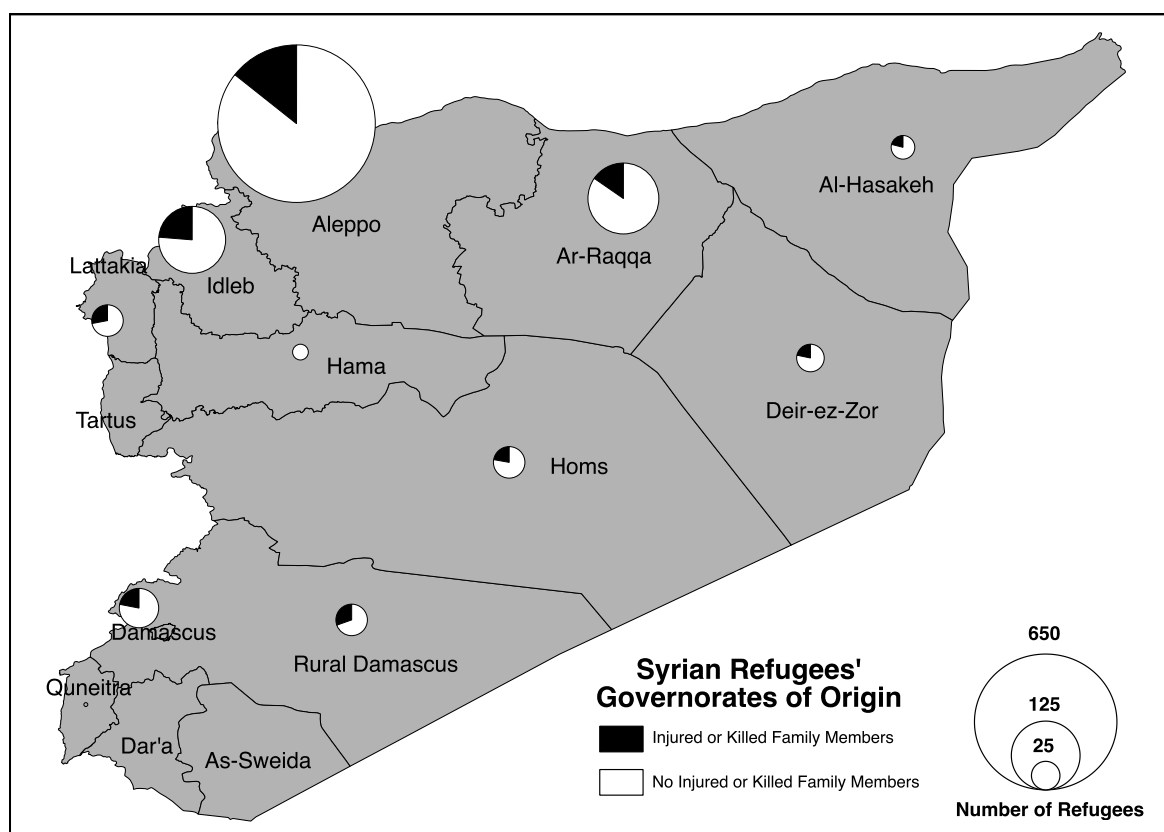 Aleppo
Al-Hasakeh
Ar-Raqqa
Lattakia
Idleb
Hama
Deir-ez-Zor
Tartus
Homs
Damascus
Rural Damascus
Quneitra
Dar'a
As-Sweida
Syrian Refugees'
Governorates of Origin
Injured or Killed Family Members
No Injured or Killed Family Members
650
125
25
Number of Refugees